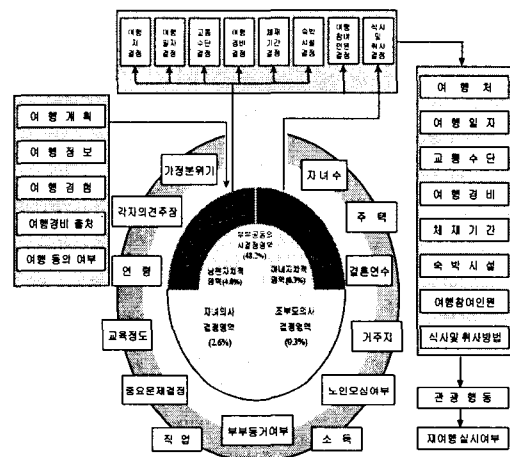 여행
지
결정
여행
일자
결정
교통
수단
결정
여행
경비
결정
체재
기간
결정
숙박
시설
결정
여행
참여
인원
결정
식사
및
취사
결정
여 행 계 획
여 행 정 보
여 행 경 험
여행경비 출처
여행 동의 여부
가정분위기
각자의견주장
연 령
교육정도
중요문제결정
직 업
부부동거여부
소 득
노인모심여부
거주지
결혼연수
주 택
자녀수
부부공동의
사결정영역
(48.2%)
남편자치적
영역(4.0%)
아내자치적
영역(0.3%)
자녀의사
결정영역
(2.6%)
조부모의사
결정영역
(0.3%)
여 행 처
여 행 일 자
교 통 수 단
여 행 경 비
체 재 기 간
숙 박 시 설
여행참여인원
식사및취사방법
관 광 행 동
재여행실시여부